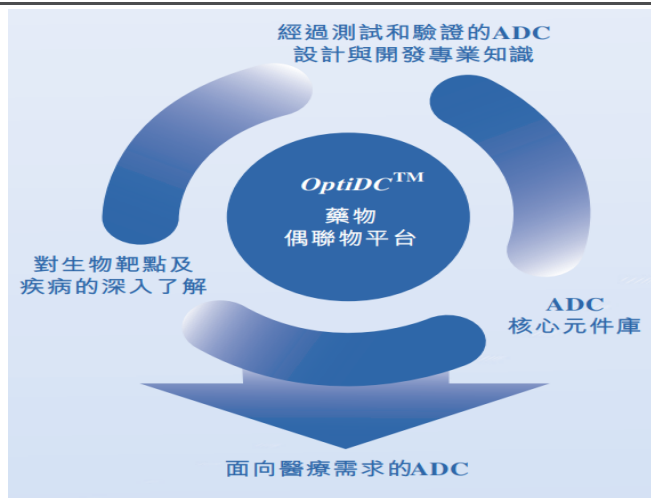 經過測試和驗證的ADC
設計與開發專業知識
OptiDC™
藥物
偶聯物平台
對生物靶點及
疾病的深入了解
ADC
核心元件庫
面向醫療需求的ADC